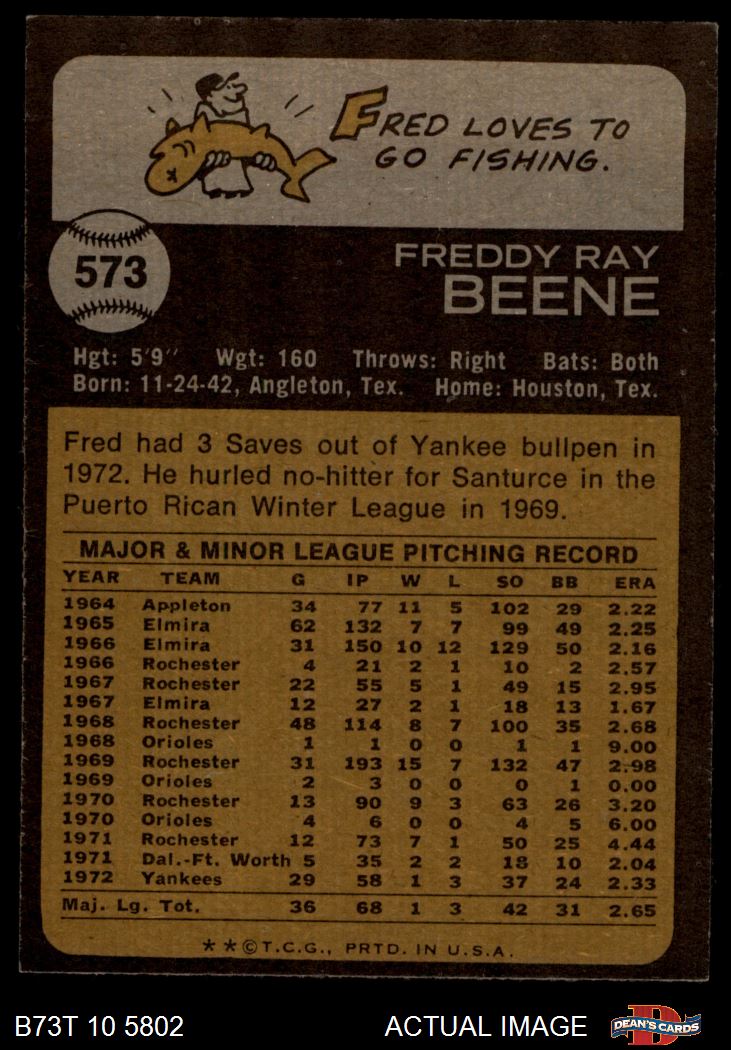 FRED LOVES TO
GO FISHING.
573
FREDDY RAY
BEENE
Hgt: 5'9" Wgt: 160 Throws: Right Bats: Both
Born: 11-24-42, Angleton, Tex. Home: Houston, Tex.
Fred had 3 Saves out of Yankee bullpen in
1972. He hurled no-hitter for Santurce in the
Puerto Rican Winter League in 1969.
MAJOR & MINOR LEAGUE PITCHING RECORD
YEAR TEAM G IP W L SO BB ERA
1964 Appleton 34 77 11 5 102 29 2.22
1965 Elmira 62 132 7 7 99 49 2.25
1966 Elmira 31 150 10 12 129 50 2.16
1966 Rochester 4 21 2 1 10 2 2.57
1967 Rochester 22 55 5 1 49 15 2.95
1967 Elmira 12 27 2 1 18 13 1.67
1968 Rochester 48 114 8 7 100 35 2.68
1968 Orioles 1 1 0 0 1 1 9.00
1969 Rochester 31 193 15 7 132 47 2.98
1969 Orioles 2 3 0 0 0 1 0.00
1970 Rochester 13 90 9 3 63 26 3.20
1970 Orioles 4 6 0 0 4 5 6.00
1971 Rochester 12 73 7 1 50 25 4.44
1971 Dal.-Ft. Worth 5 35 2 2 18 10 2.04
1972 Yankees 29 58 1 3 37 24 2.33
Maj. Lg. Tot. 36 68 1 3 42 31 2.65
**©T.C.G., PRTD. IN U.S.A.
B73T 10 5802 ACTUAL IMAGE DEAN'S CARDS